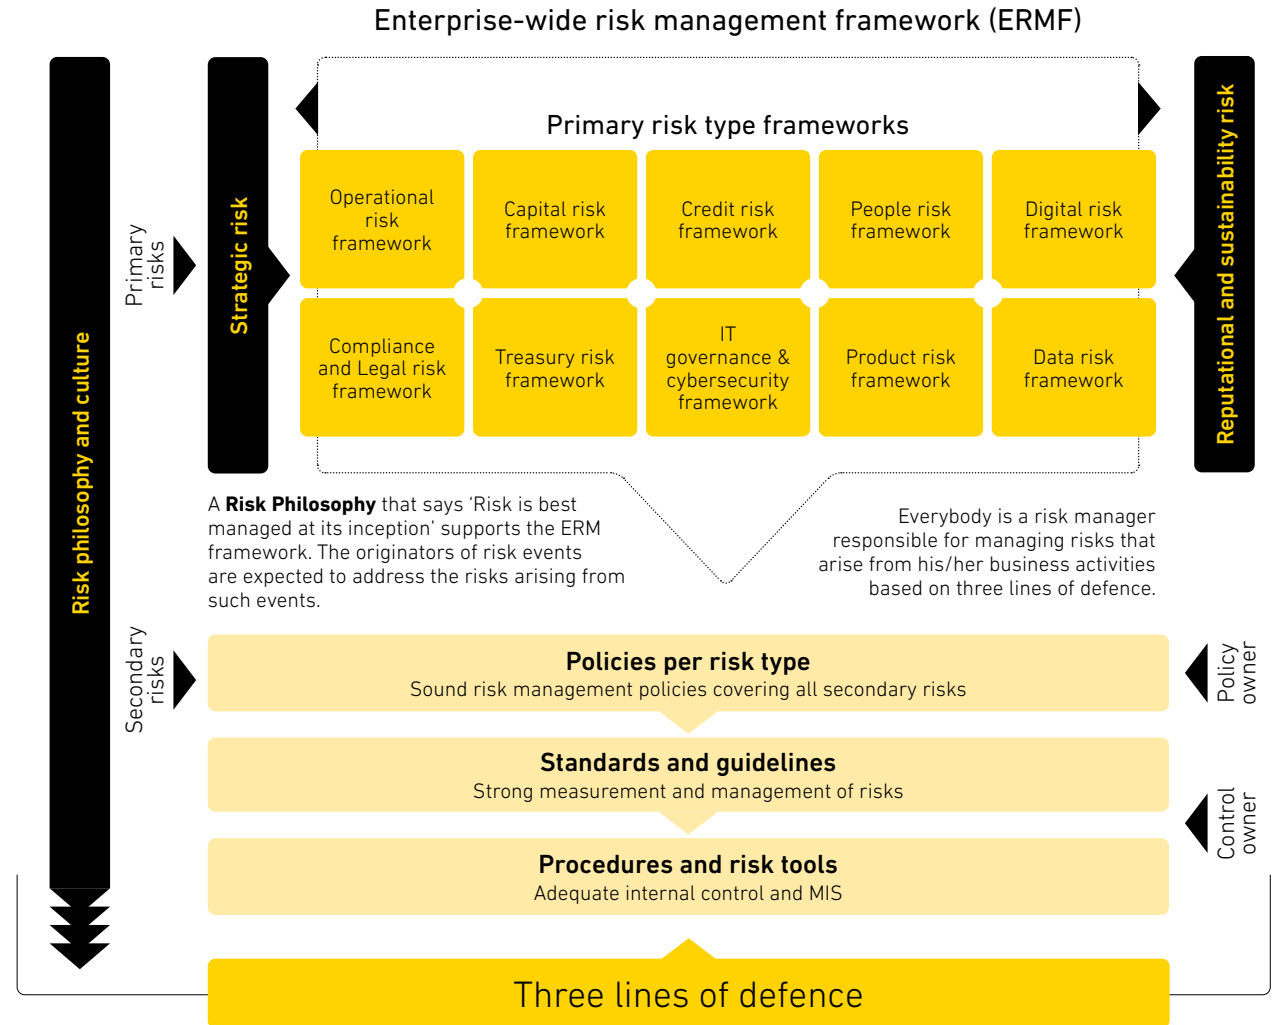 Enterprise-wide risk management framework (ERMF)
Risk philosophy and culture
Primary
risks
Strategic risk
Primary risk type frameworks
Operational
risk
framework
Capital risk
framework
Credit risk
framework
People risk
framework
Digital risk
framework
Compliance
and Legal risk
framework
Treasury risk
framework
IT
governance &
cybersecurity
framework
Product risk
framework
Data risk
framework
Reputational and sustainability risk
A Risk Philosophy that says ‘Risk is best
managed at its inception’ supports the ERM
framework. The originators of risk events
are expected to address the risks arising from
such events.
Everybody is a risk manager
responsible for managing risks that
arise from his/her business activities
based on three lines of defence.
Secondary
risks
Policies per risk type
Sound risk management policies covering all secondary risks
Policy
owner
Standards and guidelines
Strong measurement and management of risks
Control
owner
Procedures and risk tools
Adequate internal control and MIS
Three lines of defence